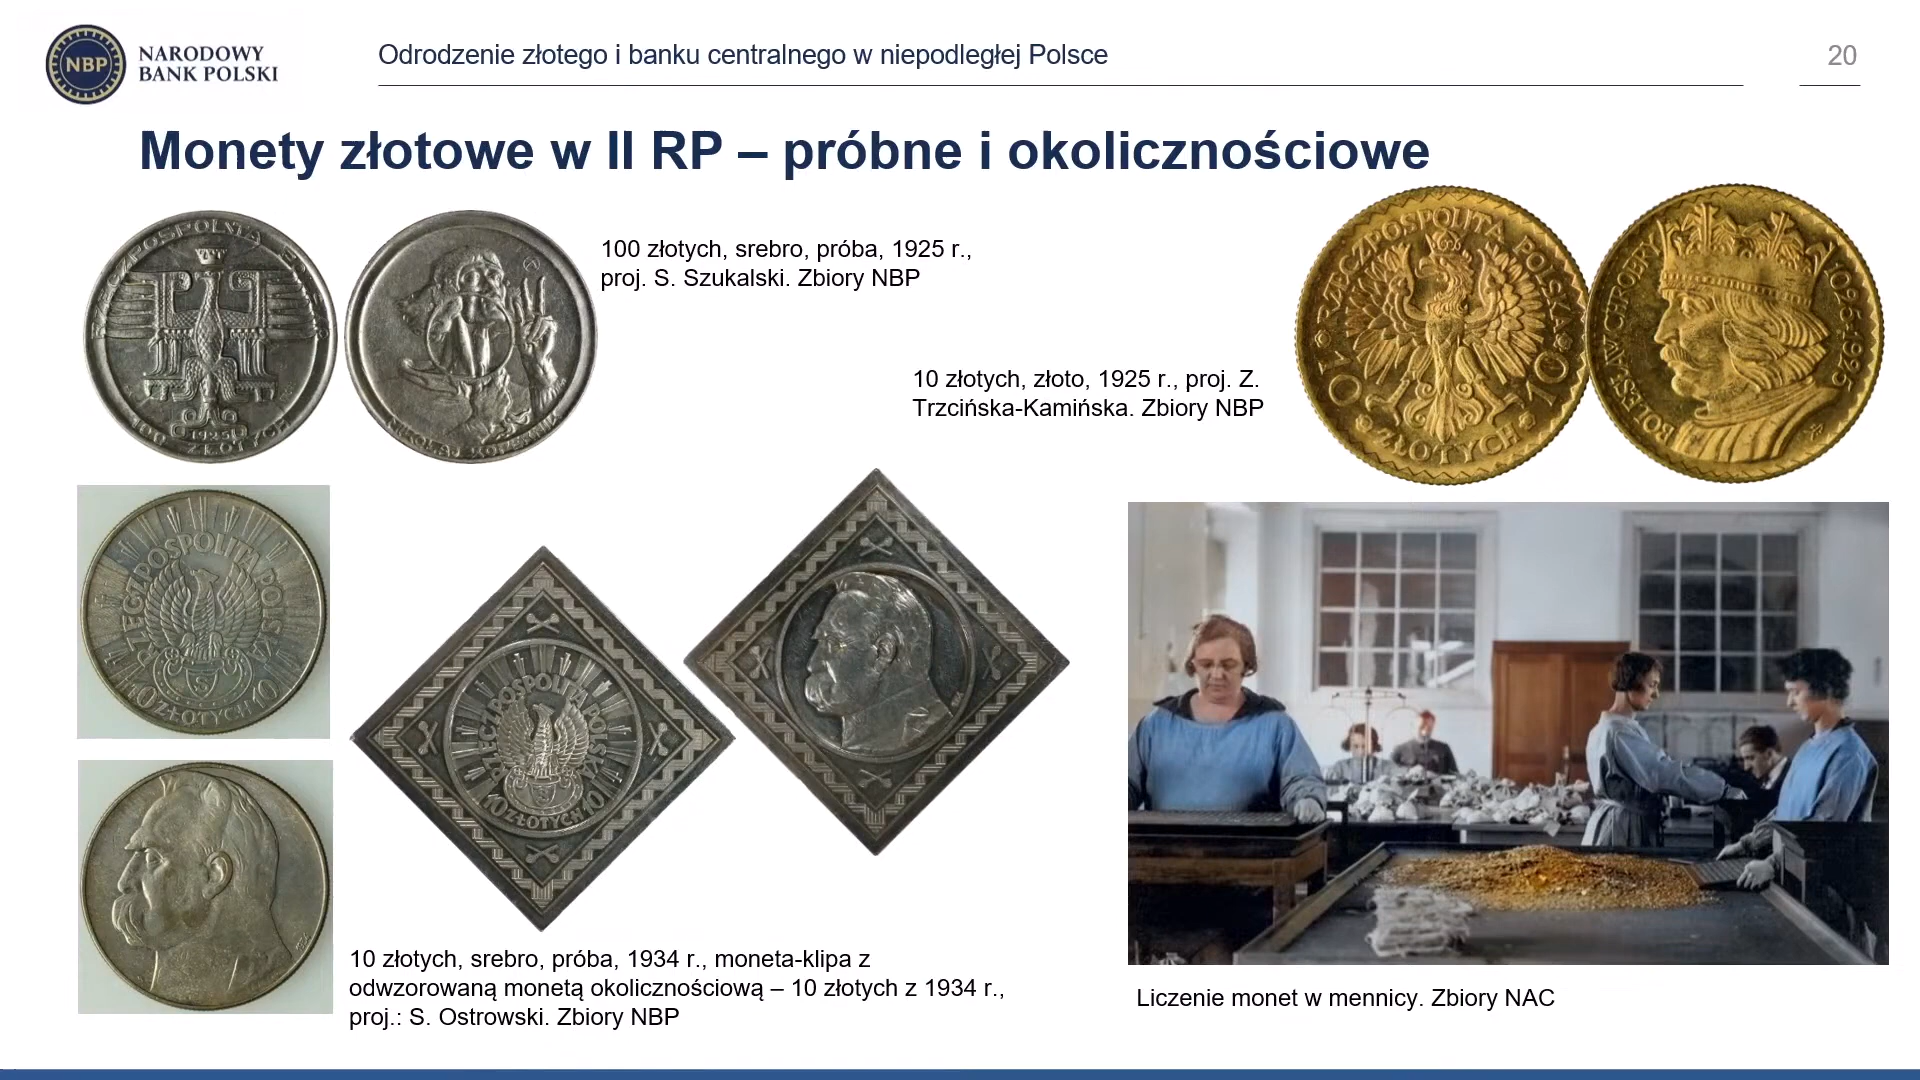 NBP
NARODOWY
BANK POLSKI
Odrodzenie złotego i banku centralnego w niepodległej Polsce
20
Monety złotowe w II RP – próbne i okolicznościowe
100 złotych, srebro, próba, 1925 r.,
proj. S. Szukalski. Zbiory NBP
1925
100 ZŁOTYCH
RZECZPOSPOLITA POLSKA
10 ZŁOTYCH 10
BOLESŁAW CHROBRY 1025-1925
10 złotych, złoto, 1925 r., proj. Z.
Trzcińska-Kamińska. Zbiory NBP
RZECZPOSPOLITA POLSKA
10 ZŁOTYCH 10
RZECZPOSPOLITA POLSKA
10 ZŁOTYCH 10
10 złotych, srebro, próba, 1934 r., moneta-klipa z
odwzorowaną monetą okolicznościową – 10 złotych z 1934 r.,
proj.: S. Ostrowski. Zbiory NBP
Liczenie monet w mennicy. Zbiory NAC